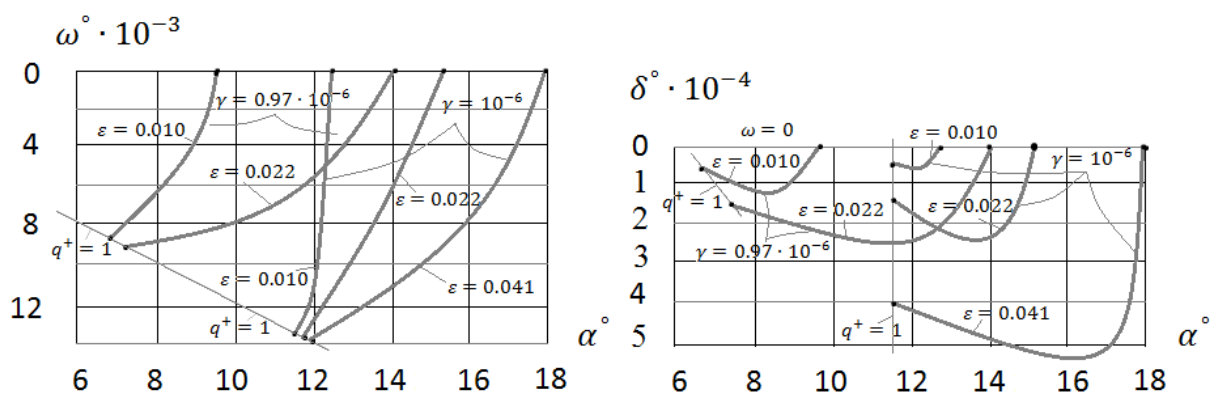 ω° · 10⁻³
0
4
8
12
γ = 0.97 · 10⁻⁶
γ = 10⁻⁶
ε = 0.010
ε = 0.022
ε = 0.022
q⁺ = 1
ε = 0.010
ε = 0.041
q⁺ = 1
α°
6 8 10 12 14 16 18
δ° · 10⁻⁴
0
1
2
3
4
5
ω = 0
ε = 0.010
ε = 0.010
γ = 10⁻⁶
q⁺ = 1
ε = 0.022
ε = 0.022
γ = 0.97 · 10⁻⁶
q⁺ = 1
ε = 0.041
α°
6 8 10 12 14 16 18